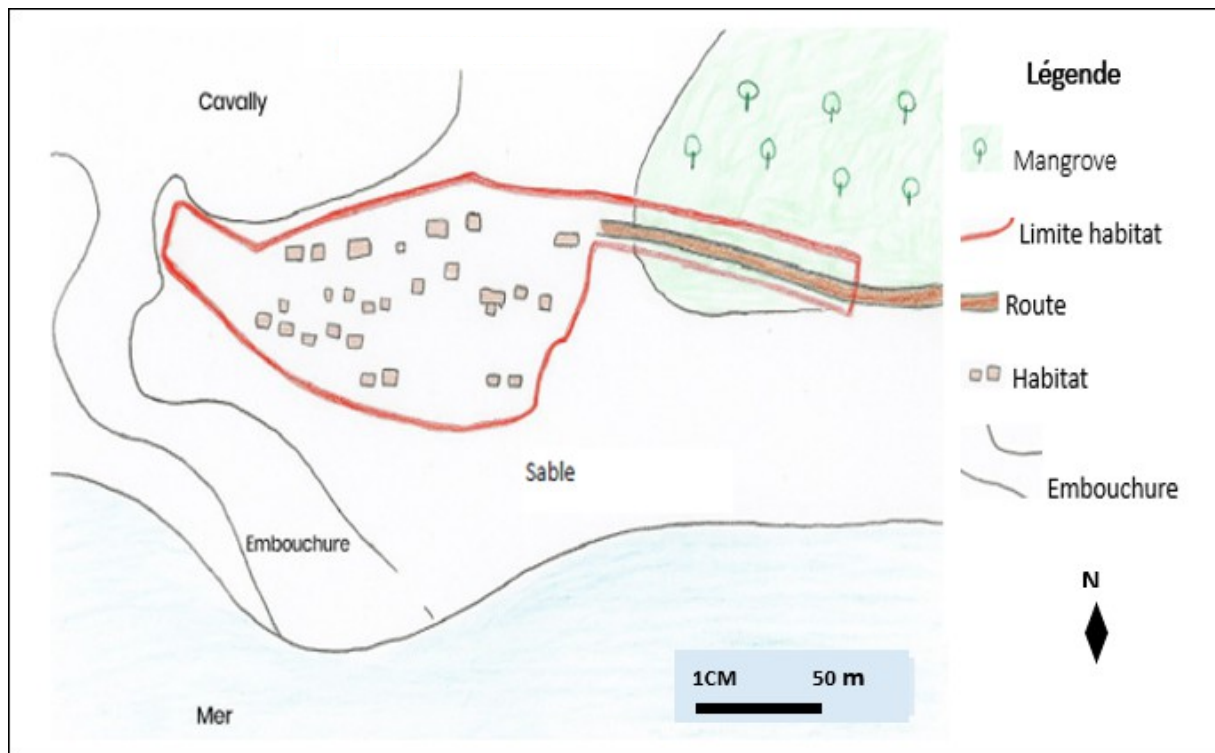 Cavally
Légende
Mangrove
Limite habitat
Route
Habitat
Sable
Embouchure
Embouchure
N
1CM 50 m
Mer